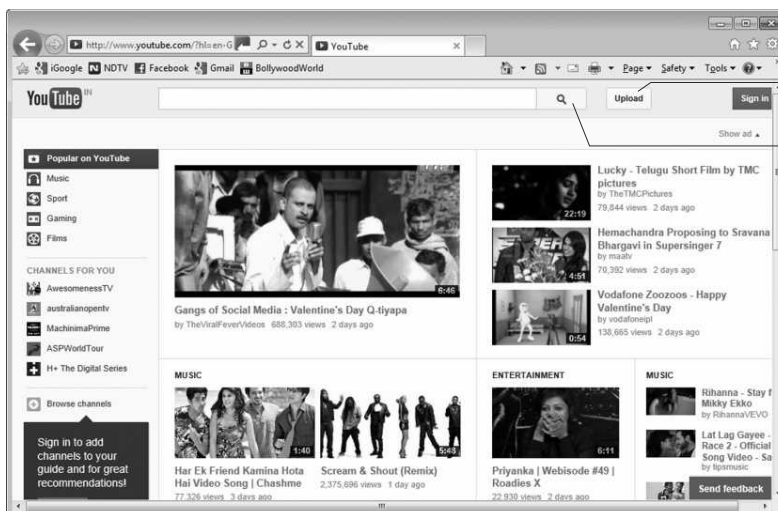 http://www.youtube.com/?hl=en-G
YouTube
iGoogle NDTV Facebook Gmail BollywoodWorld
Page Safety Tools
You Tube IN
Upload
Sign in
Show ad
Popular on YouTube
Music
Sport
Gaming
Films
CHANNELS FOR YOU
AwesomenessTV
australianopentv
MachinimaPrime
ASPWorldTour
H+ The Digital Series
Browse channels
Sign in to add
channels to your
guide and for great
recommendations!
6:46
Gangs of Social Media : Valentine's Day Q-tiyapa
by TheViralFeverVideos 686,303 views 2 days ago
22:19
Lucky - Telugu Short Film by TMC
pictures
by TheTMCPictures
79,844 views 2 days ago
4:51
Hemachandra Proposing to Sravana
Bhargavi in Supersinger 7
by maatv
70,392 views 2 days ago
0:54
Vodafone Zoozoos - Happy
Valentine's Day
by vodafoneipl
138,665 views 2 days ago
MUSIC
1:40
Har Ek Friend Kamina Hota
Hai Video Song | Chashme
77,326 views 3 days ago
5:48
Scream & Shout (Remix)
2,375,696 views 1 day ago
ENTERTAINMENT
6:11
Priyanka | Webisode #49 |
Roadies X
22,930 views 2 days ago
MUSIC
Rihanna - Stay f
Mikky Ekko
by RihannaVEVO
Lat Lag Gayee -
Race 2 - Official
Song Video - Sa
by tipsmusic
Send feedback